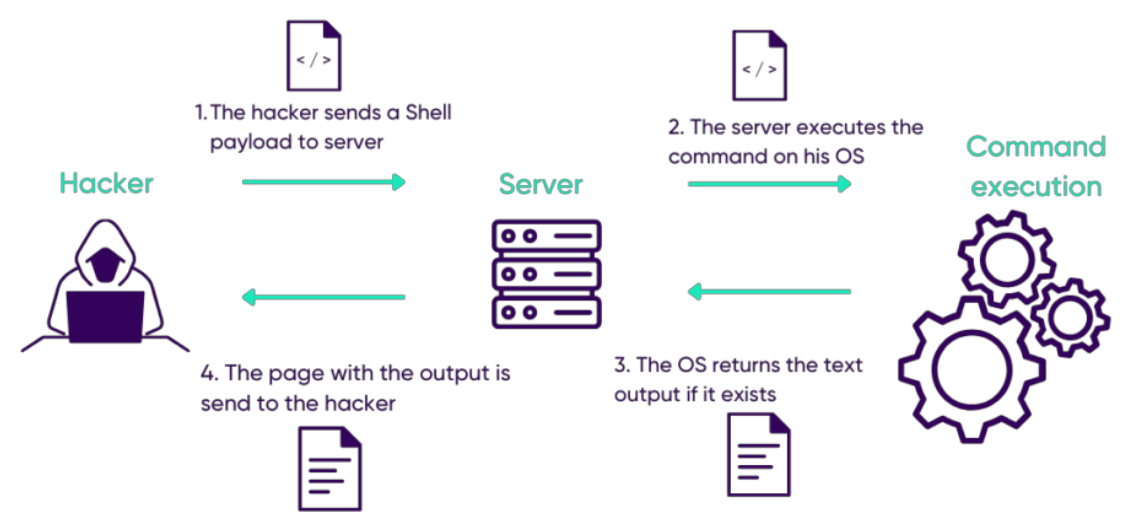 </>
1.The hacker sends a Shell
payload to server
</>
2. The server executes the
command on his OS
Hacker
Server
Command
execution
4. The page with the output is
send to the hacker
3. The OS returns the text
output if it exists